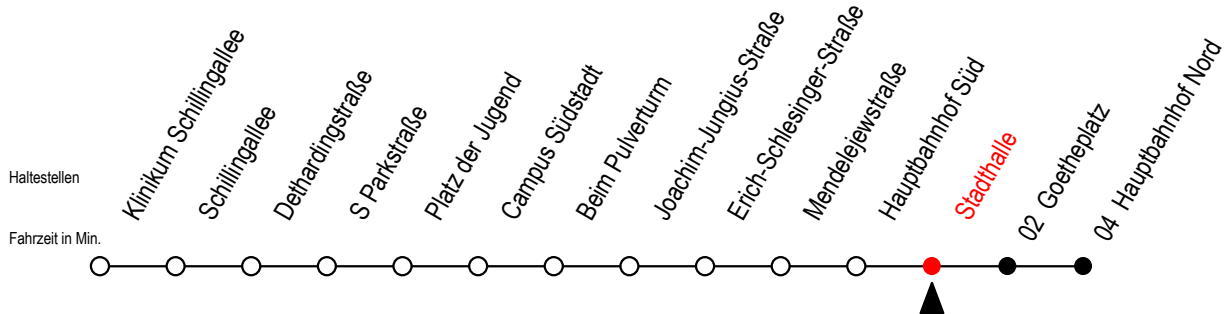 Haltestellen
Fahrzeit in Min.
Klinikum Schillingallee
Schillingallee
Dethardingstraße
S Parkstraße
Platz der Jugend
Campus Südstadt
Beim Pulverturm
Joachim-Jungius-Straße
Erich-Schlesinger-Straße
Mendelejewstraße
Hauptbahnhof Süd
Stadthalle
02 Goetheplatz
04 Hauptbahnhof Nord